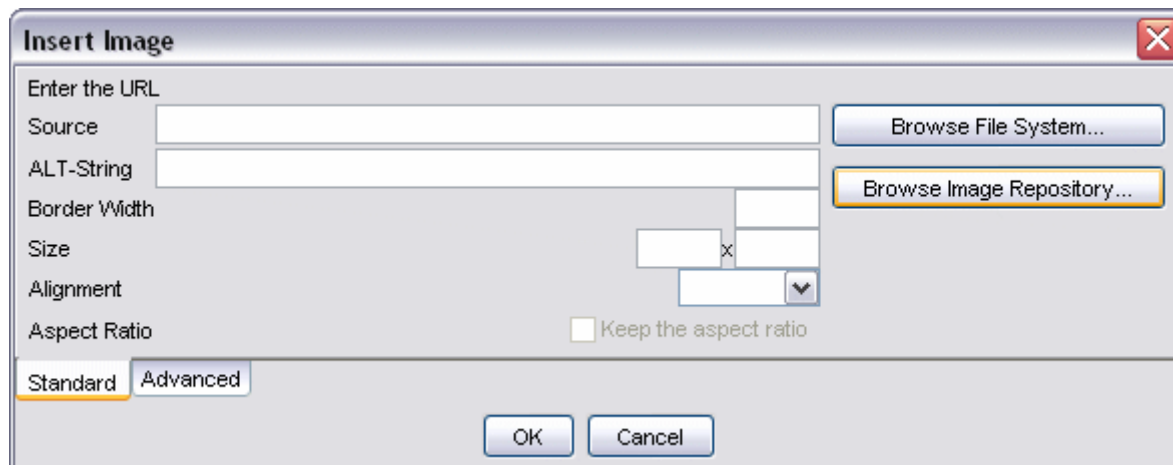 Insert Image
Enter the URL
Source
Browse File System...
ALT-String
Browse Image Repository...
Border Width
Size
x
Alignment
Aspect Ratio
Keep the aspect ratio
Standard
Advanced
OK
Cancel